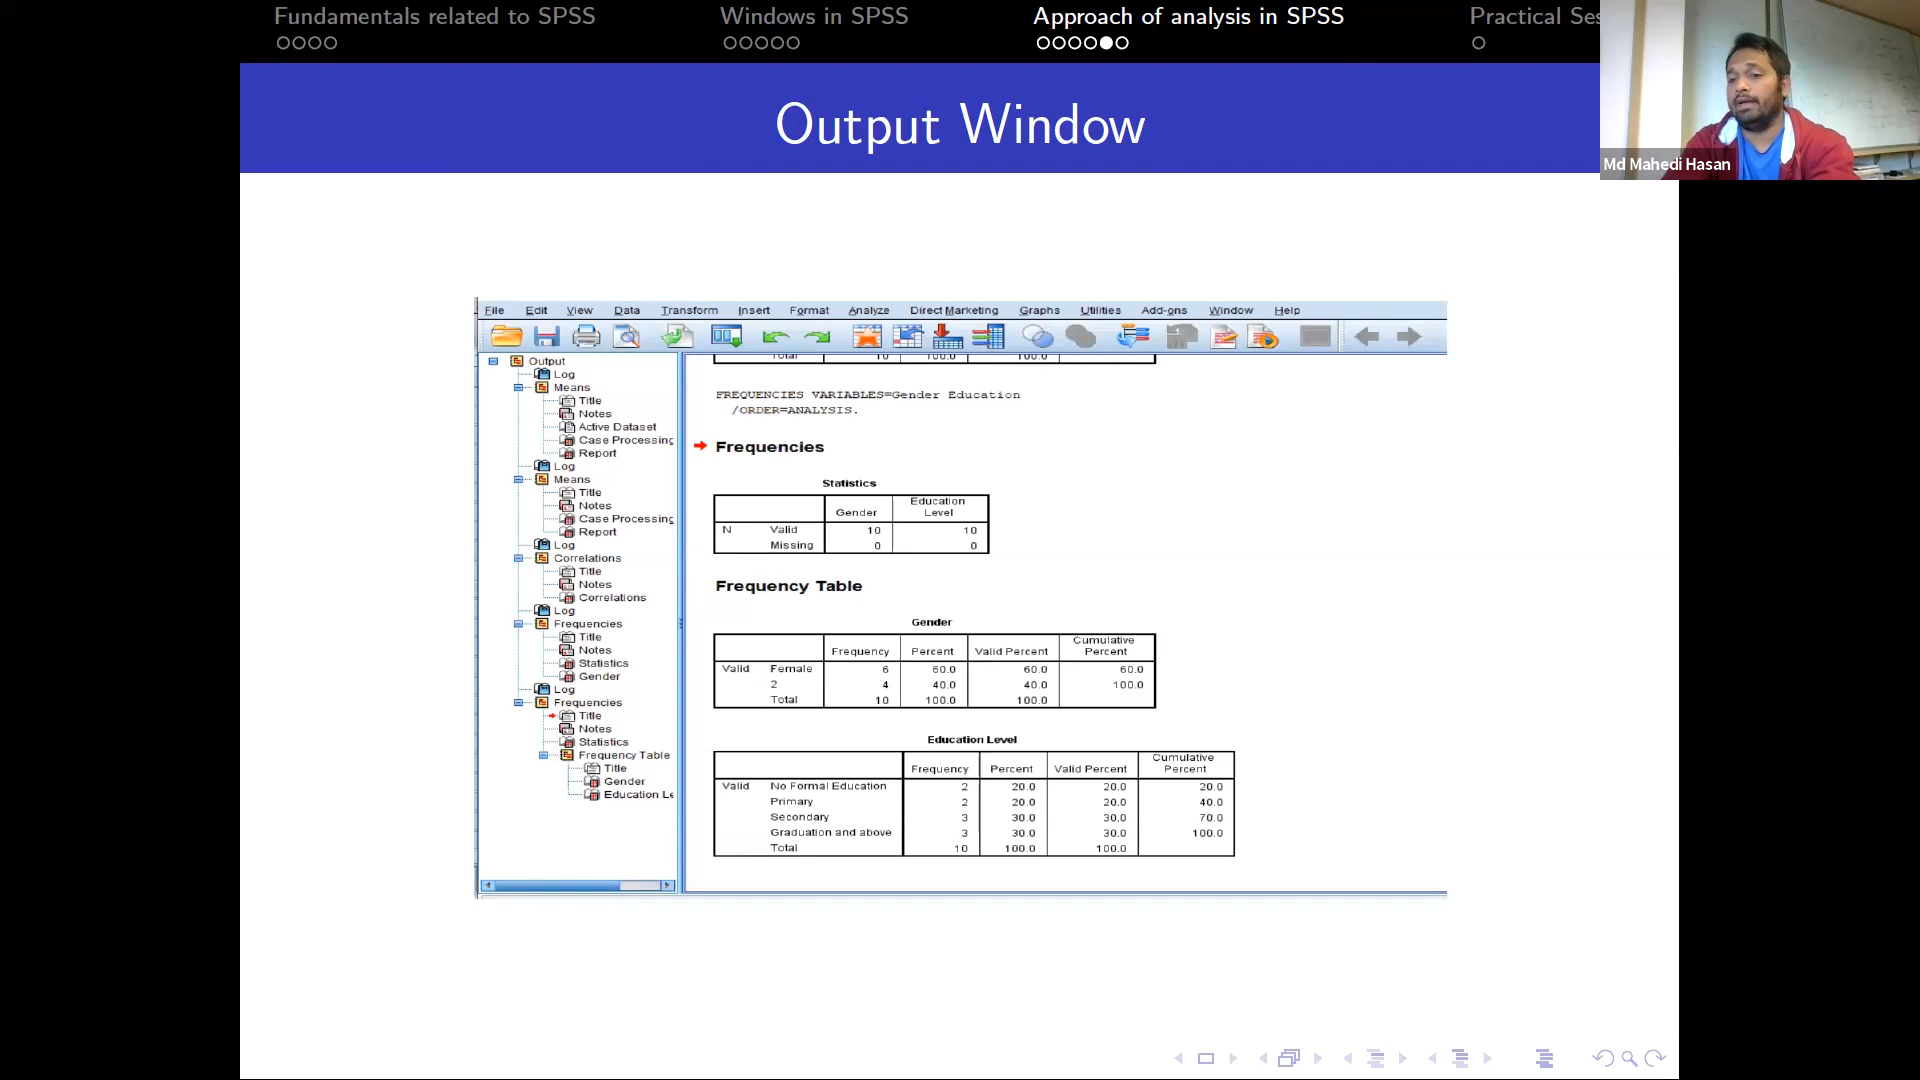 Fundamentals related to SPSS
Windows in SPSS
Approach of analysis in SPSS
Practical Ses
Output Window
Md Mahedi Hasan
File Edit View Data Transform Insert Format Analyze Direct Marketing Graphs Utilities Add-ons Window Help
Output
Log
Means
Title
Notes
Active Dataset
Case Processing
Report
Log
Means
Title
Notes
Case Processing
Report
Log
Correlations
Title
Notes
Correlations
Log
Frequencies
Title
Notes
Statistics
Gender
Log
Frequencies
Title
Notes
Statistics
Frequency Table
Title
Gender
Education Le
Total 10 100.0 100.0
FREQUENCIES VARIABLES=Gender Education
/ORDER=ANALYSIS.
Frequencies
Statistics
Gender Education Level
N Valid 10 10
Missing 0 0
Frequency Table
Gender
Frequency Percent Valid Percent Cumulative Percent
Valid Female 6 60.0 60.0 60.0
2 4 40.0 40.0 100.0
Total 10 100.0 100.0
Education Level
Frequency Percent Valid Percent Cumulative Percent
Valid No Formal Education 2 20.0 20.0 20.0
Primary 2 20.0 20.0 40.0
Secondary 3 30.0 30.0 70.0
Graduation and above 3 30.0 30.0 100.0
Total 10 100.0 100.0